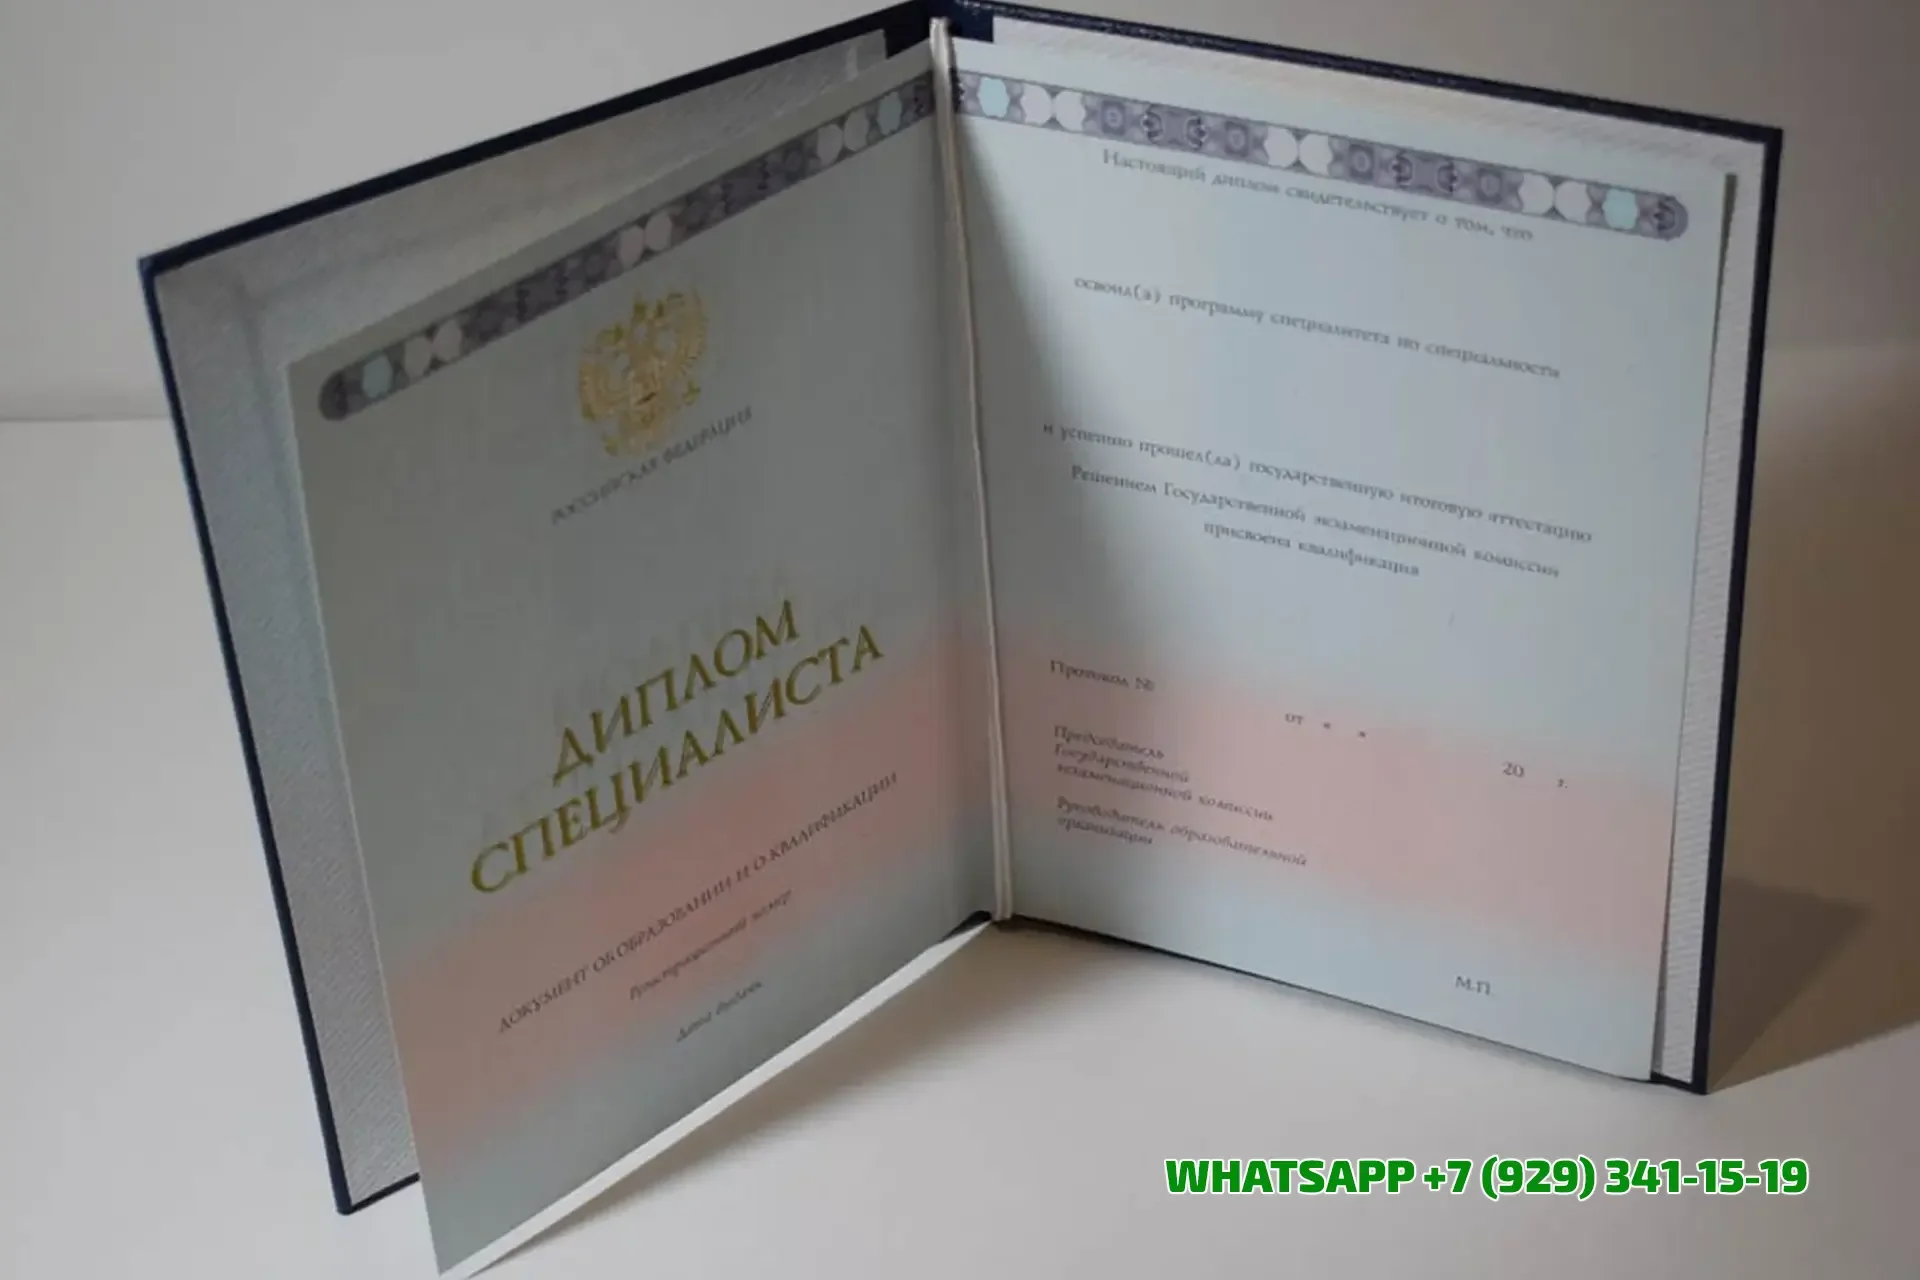 РОССИЙСКАЯ ФЕДЕРАЦИЯ
ДИПЛОМ
СПЕЦИАЛИСТА
ДОКУМЕНТ ОБ ОБРАЗОВАНИИ И О КВАЛИФИКАЦИИ
Регистрационный номер
Дата выдачи
Настоящий диплом свидетельствует о том, что
освоил(а) программу специалитета по специальности
и успешно прошел(ла) государственную итоговую аттестацию
Решением Государственной экзаменационной комиссии
присвоена квалификация
Протокол №
от « »
20 г.
Председатель
Государственной
экзаменационной комиссии
Руководитель образовательной
организации
М.П.
WHATSAPP +7 (929) 341-15-19